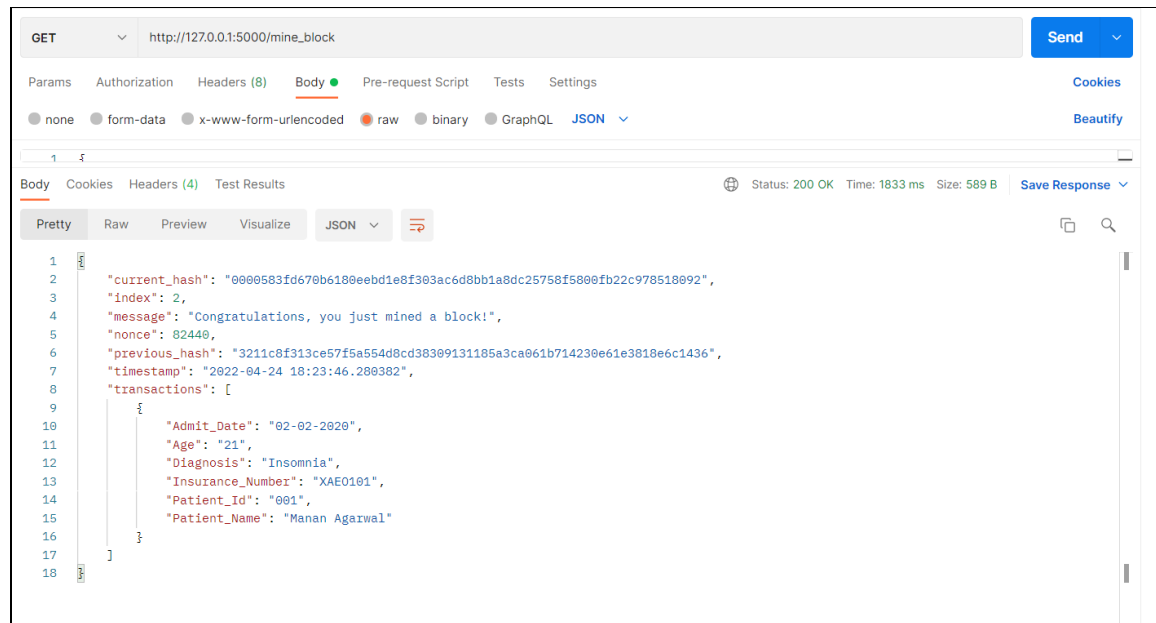 GET http://127.0.0.1:5000/mine_block Send
Params Authorization Headers (8) Body Pre-request Script Tests Settings Cookies
none form-data x-www-form-urlencoded raw binary GraphQL JSON Beautify
1 {
Body Cookies Headers (4) Test Results Status: 200 OK Time: 1833 ms Size: 589 B Save Response
Pretty Raw Preview Visualize JSON
1 {
2 "current_hash": "0000583fd670b6180eebd1e8f303ac6d8bb1a8dc25758f5800fb22c978518092",
3 "index": 2,
4 "message": "Congratulations, you just mined a block!",
5 "nonce": 82440,
6 "previous_hash": "3211c8f313ce57f5a554d8cd38309131185a3ca061b714230e61e3818e6c1436",
7 "timestamp": "2022-04-24 18:23:46.280382",
8 "transactions": [
9 {
10 "Admit_Date": "02-02-2020",
11 "Age": "21",
12 "Diagnosis": "Insomnia",
13 "Insurance_Number": "XAEO101",
14 "Patient_Id": "001",
15 "Patient_Name": "Manan Agarwal"
16 }
17 ]
18 }